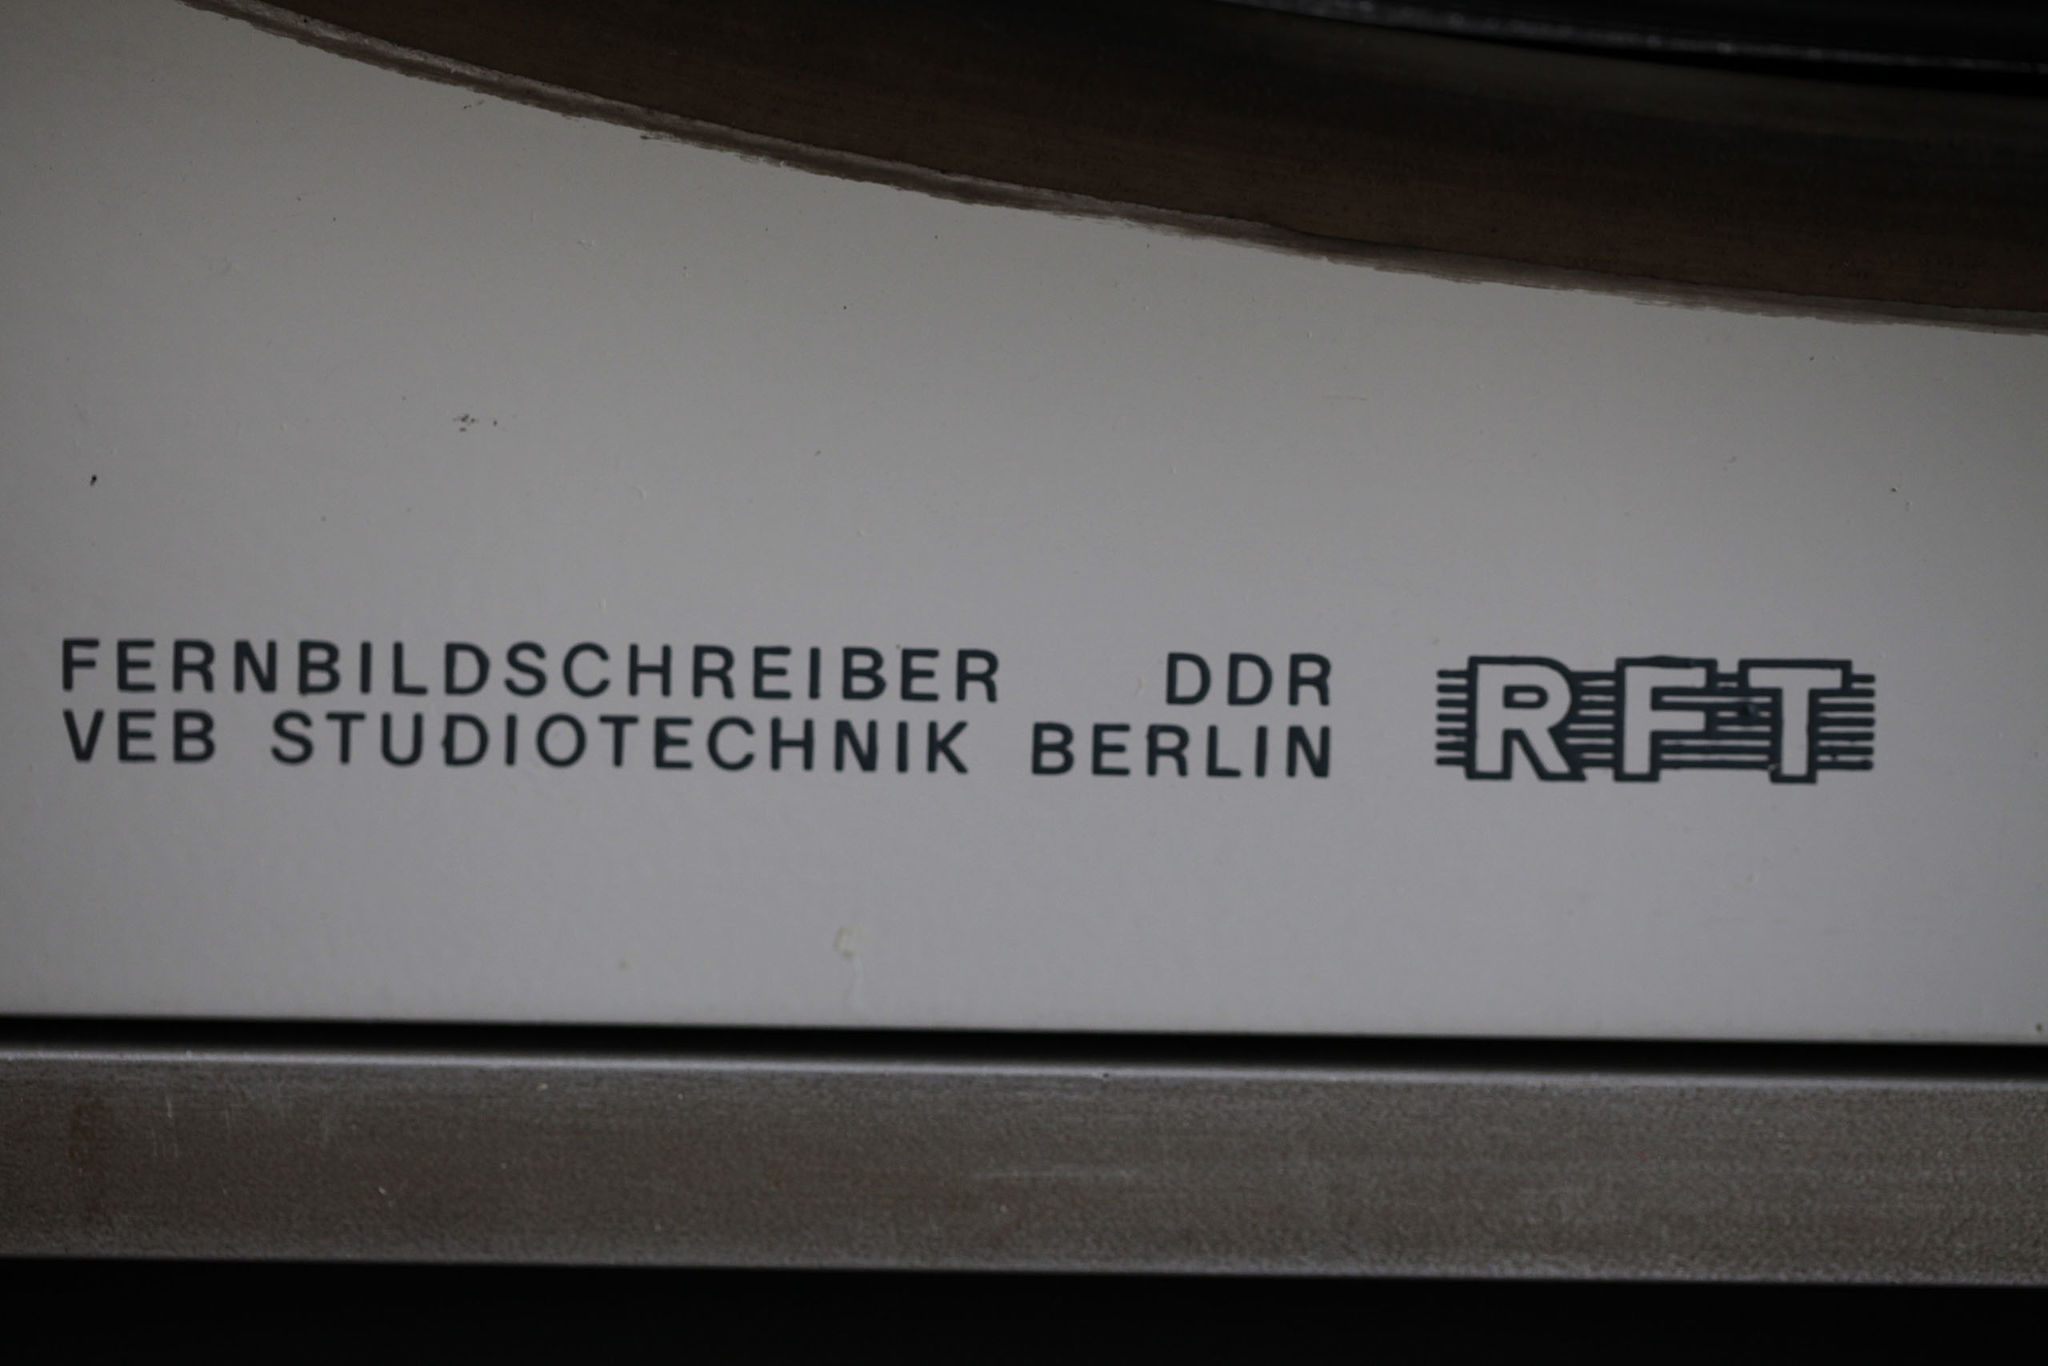 FERNBILDSCHREIBER DDR
VEB STUDIOTECHNIK BERLIN
RFT